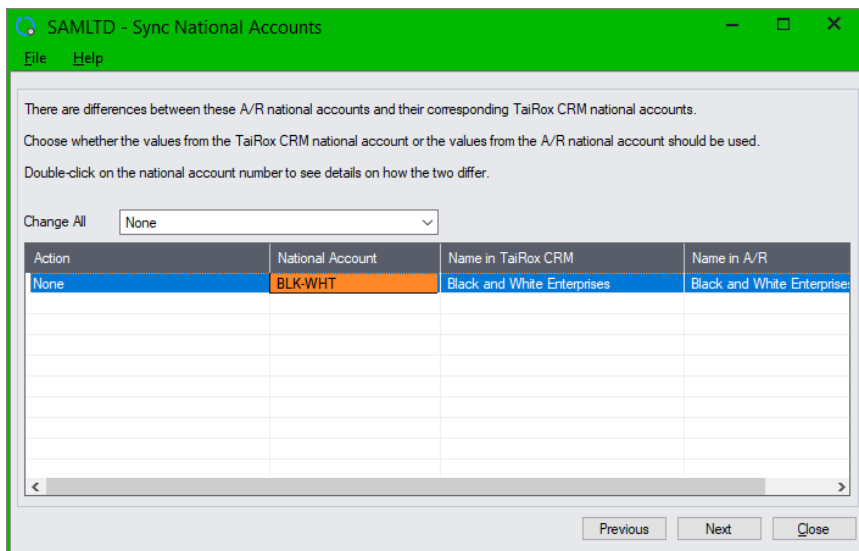 SAMLTD - Sync National Accounts
File Help
There are differences between these A/R national accounts and their corresponding TaiRox CRM national accounts.
Choose whether the values from the TaiRox CRM national account or the values from the A/R national account should be used.
Double-click on the national account number to see details on how the two differ.
Change All None
Action National Account Name in TaiRox CRM Name in A/R
None BLK-WHT Black and White Enterprises Black and White Enterprises
Previous Next Close